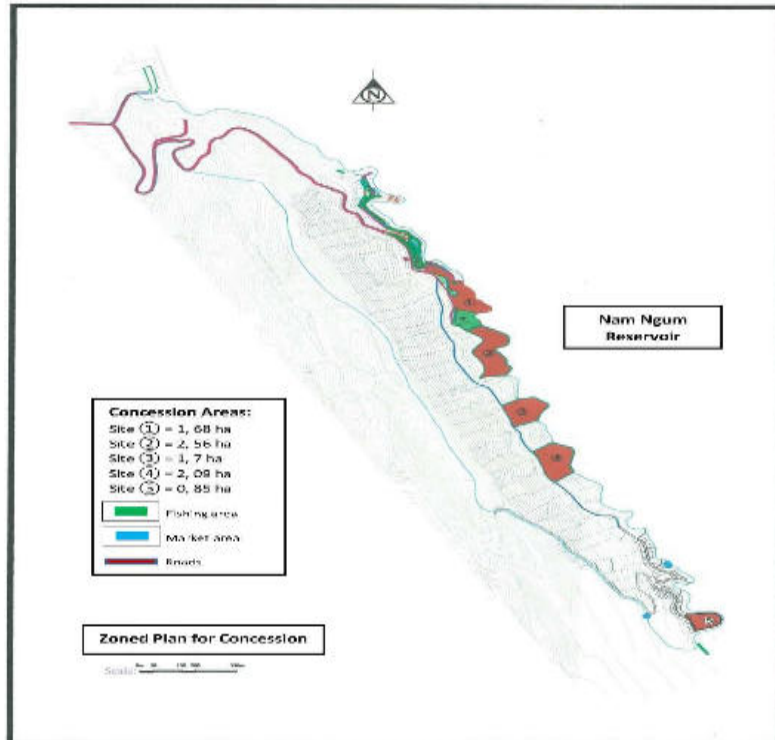 N
Nam Ngum
Reservoir
Concession Areas:
Site 1 = 1, 68 ha
Site 2 = 2, 56 ha
Site 3 = 1, 7 ha
Site 4 = 2, 09 ha
Site 5 = 0, 85 ha
Fishing area
Market area
Roads
Zoned Plan for Concession
Scale: